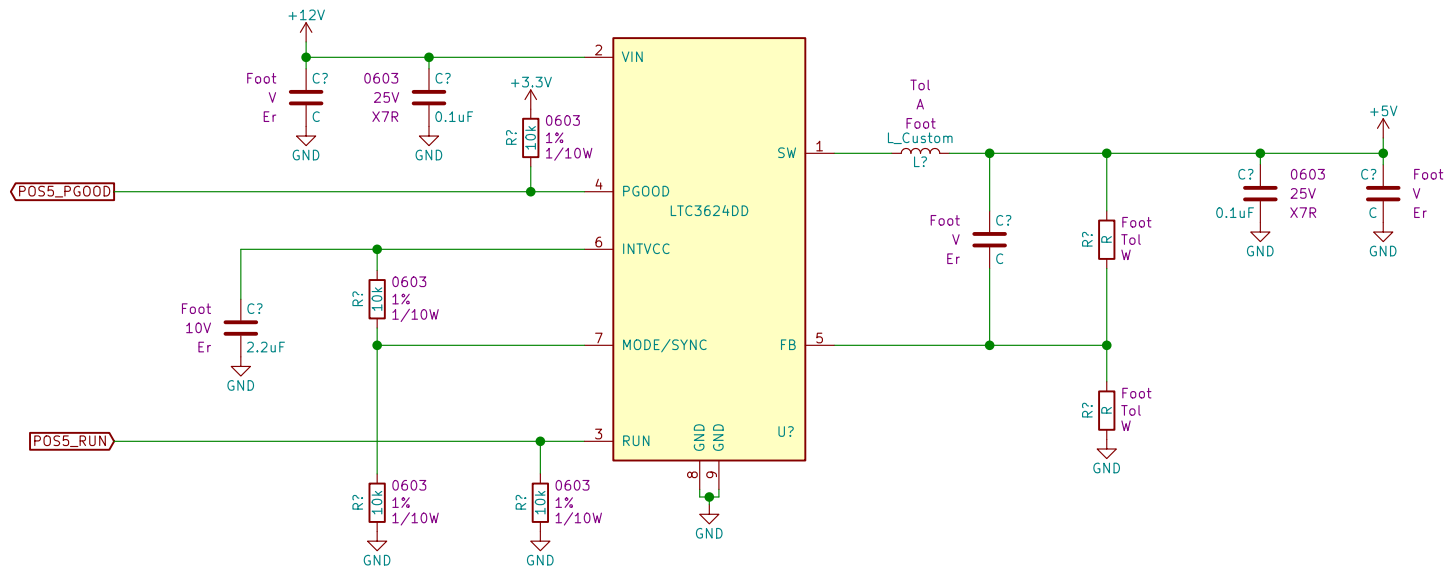 +12V
Foot
V
Er
C?
C
GND
0603
25V
X7R
C?
0.1uF
GND
+3.3V
R?
10k
0603
1%
1/10W
POS5_PGOOD
2
VIN
4
PGOOD
LTC3624DD
6
INTVCC
7
MODE/SYNC
3
RUN
SW
1
FB
5
U?
GND
GND
8
9
GND
Foot
10V
Er
C?
2.2uF
GND
R?
10k
0603
1%
1/10W
POS5_RUN
R?
10k
0603
1%
1/10W
GND
R?
10k
0603
1%
1/10W
GND
Tol
A
Foot
L_Custom
L?
Foot
V
Er
C?
C
R?
R
Foot
Tol
W
R?
R
Foot
Tol
W
GND
C?
0.1uF
0603
25V
X7R
GND
+5V
C?
C
Foot
V
Er
GND